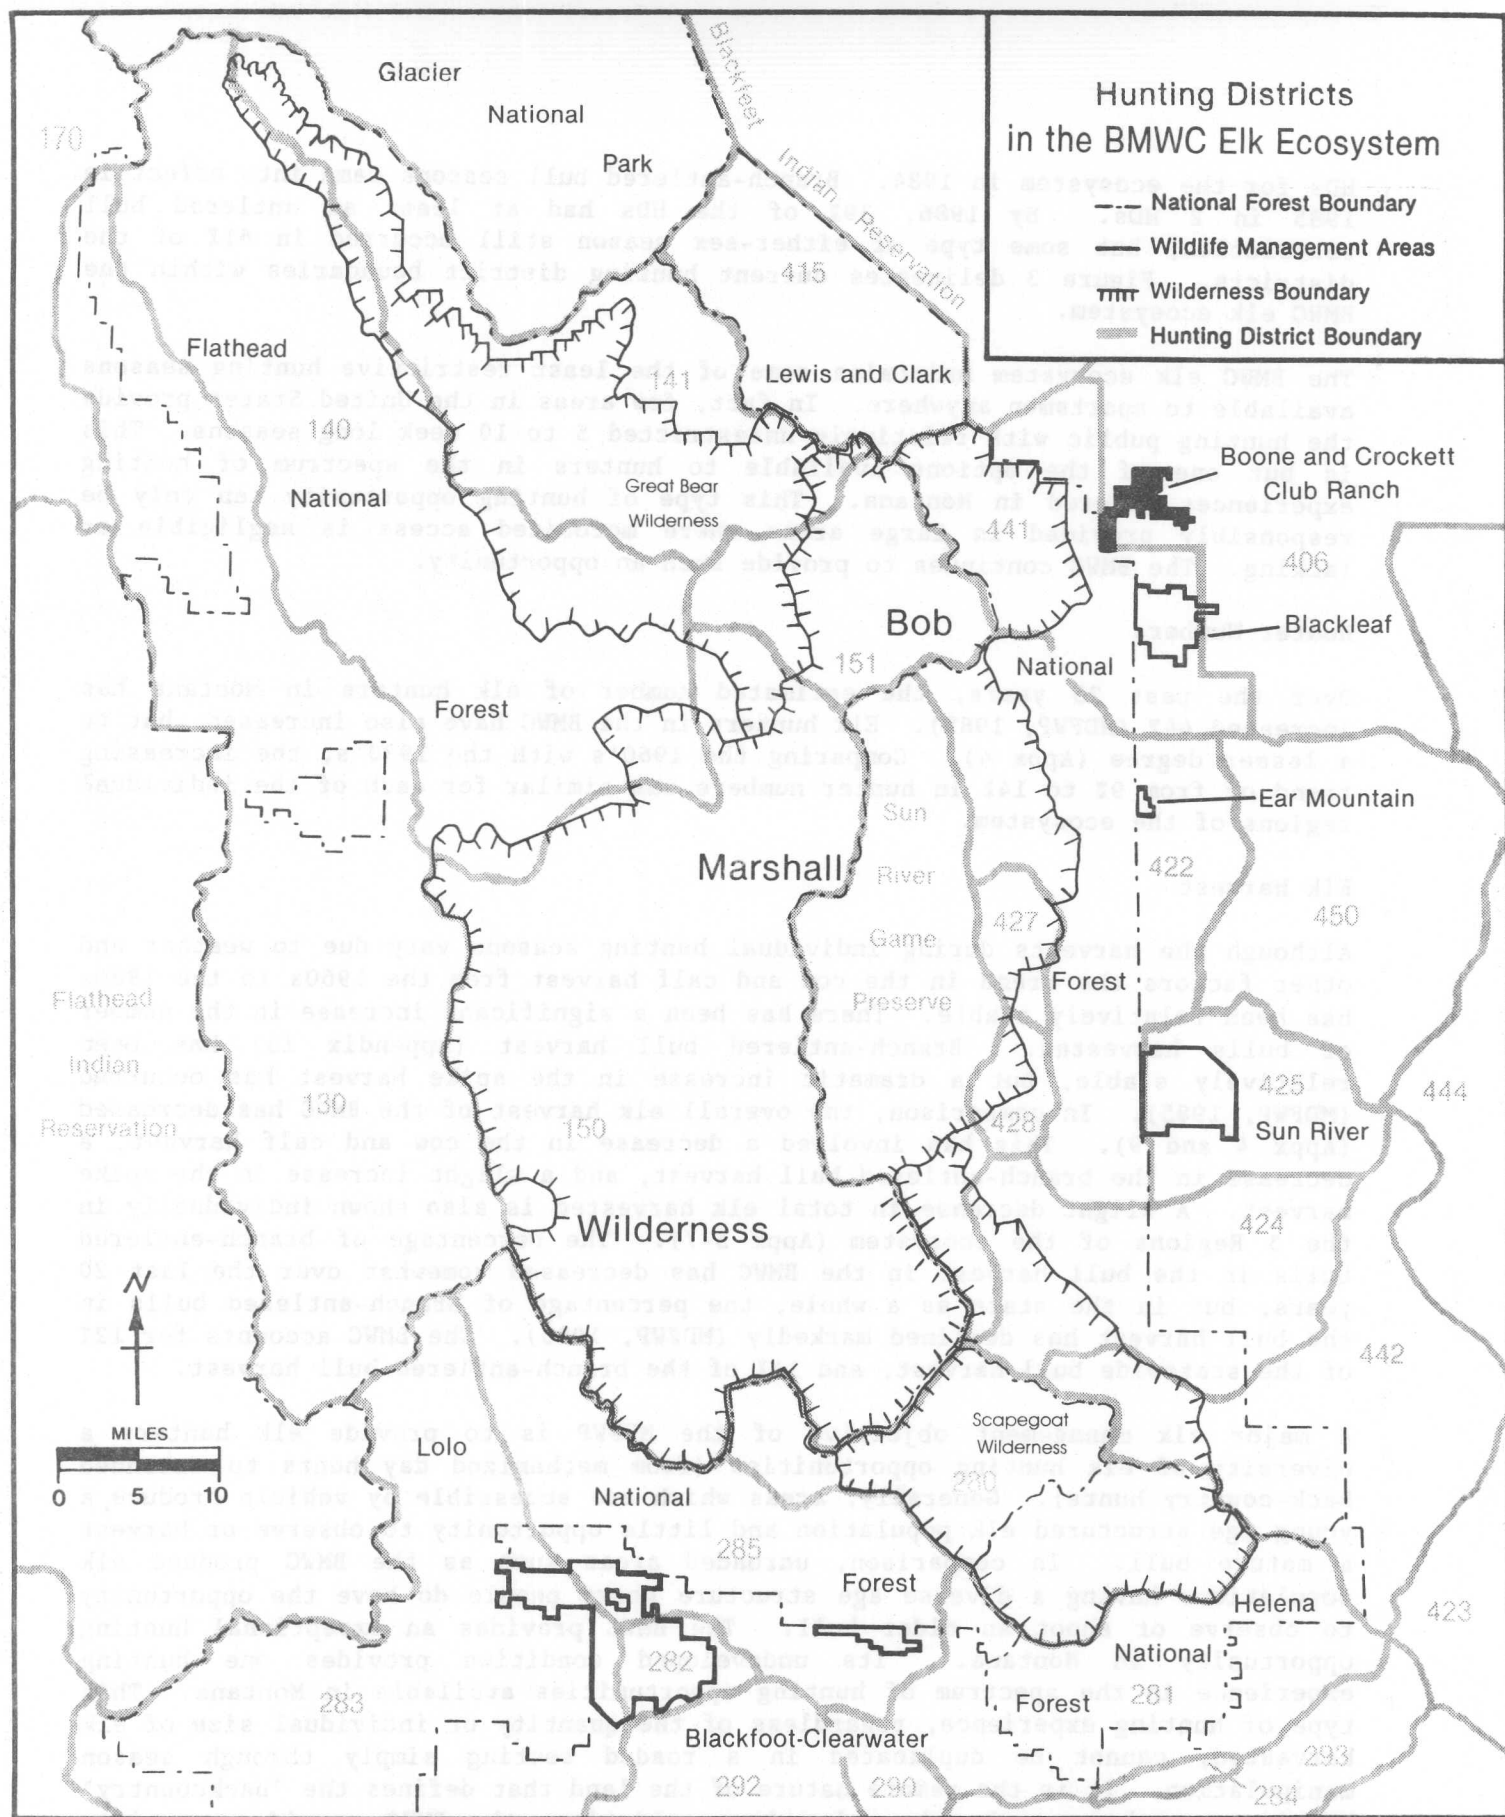 Hunting Districts
in the BMWC Elk Ecosystem
National Forest Boundary
Wildlife Management Areas
Wilderness Boundary
Hunting District Boundary
Glacier
National
Park
Blackfeet
Indian Reservation
170
415
Flathead
141
Lewis and Clark
140
National
Great Bear
Wilderness
441
Boone and Crockett
Club Ranch
406
Bob
Blackleaf
151
National
Forest
Sun
Ear Mountain
Marshall
River
422
427
450
Game
Forest
Flathead
Preserve
Indian
130
Reservation
150
425
444
428
Sun River
Wilderness
424
N
442
MILES
0 5 10
Lolo
Scapegoat
Wilderness
280
National
285
Forest
Helena
423
National
282
283
Forest
281
Blackfoot-Clearwater
293
292
290
284